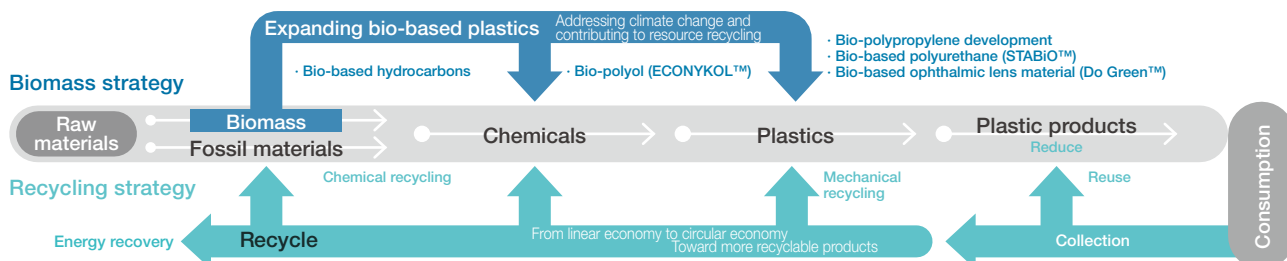 Expanding bio-based plastics
Addressing climate change and
contributing to resource recycling
· Bio-polypropylene development
· Bio-based polyurethane (STABiO™)
· Bio-based ophthalmic lens material (Do Green™)
· Bio-based hydrocarbons
· Bio-polyol (ECONYKOL™)
Biomass strategy
Raw
materials
Biomass
Fossil materials
Chemicals
Plastics
Plastic products
Reduce
Consumption
Recycling strategy
Chemical recycling
Mechanical
recycling
Reuse
Energy recovery
Recycle
From linear economy to circular economy
Toward more recyclable products
Collection